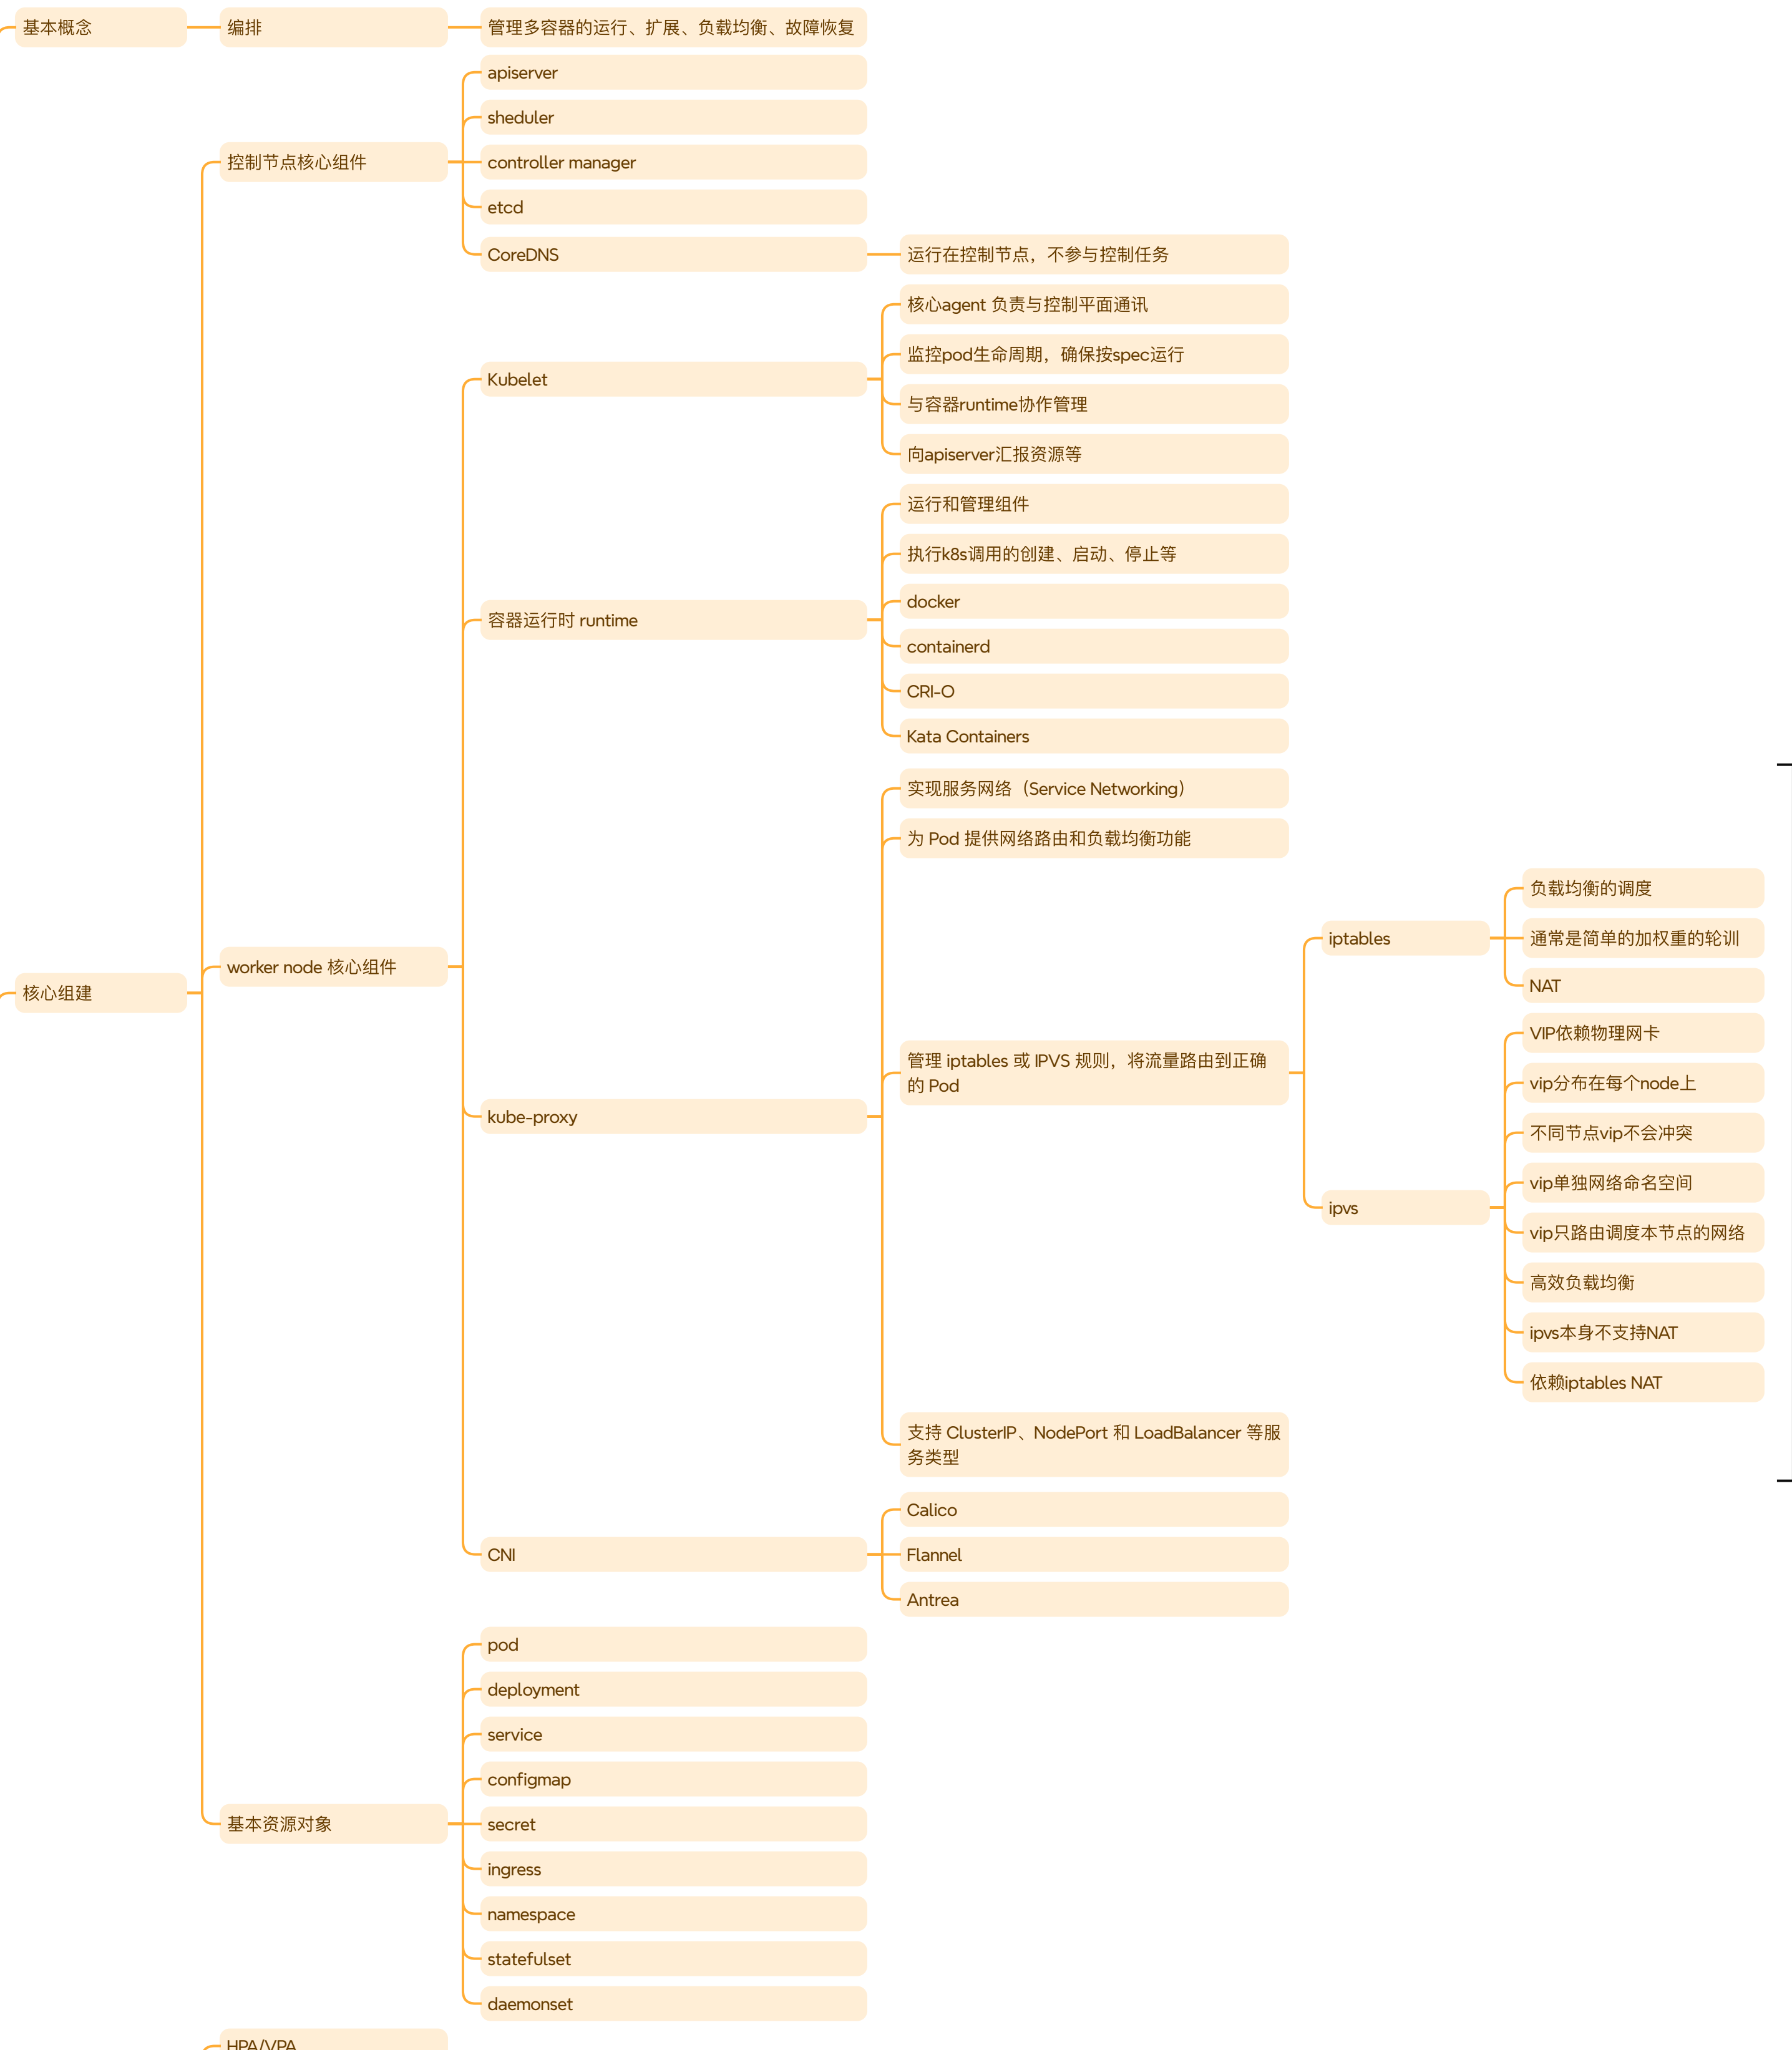 基本概念
编排
管理多容器的运行、扩展、负载均衡、故障恢复
核心组建
控制节点核心组件
apiserver
sheduler
controller manager
etcd
CoreDNS
运行在控制节点，不参与控制任务
worker node 核心组件
Kubelet
核心agent 负责与控制平面通讯
监控pod生命周期，确保按spec运行
与容器runtime协作管理
向apiserver汇报资源等
容器运行时 runtime
运行和管理组件
执行k8s调用的创建、启动、停止等
docker
containerd
CRI-O
Kata Containers
kube-proxy
实现服务网络（Service Networking）
为 Pod 提供网络路由和负载均衡功能
管理 iptables 或 IPVS 规则，将流量路由到正确
的 Pod
iptables
负载均衡的调度
通常是简单的加权重的轮训
NAT
ipvs
VIP依赖物理网卡
vip分布在每个node上
不同节点vip不会冲突
vip单独网络命名空间
vip只路由调度本节点的网络
高效负载均衡
ipvs本身不支持NAT
依赖iptables NAT
支持 ClusterIP、NodePort 和 LoadBalancer 等服
务类型
CNI
Calico
Flannel
Antrea
基本资源对象
pod
deployment
service
configmap
secret
ingress
namespace
statefulset
daemonset
HPA/VPA